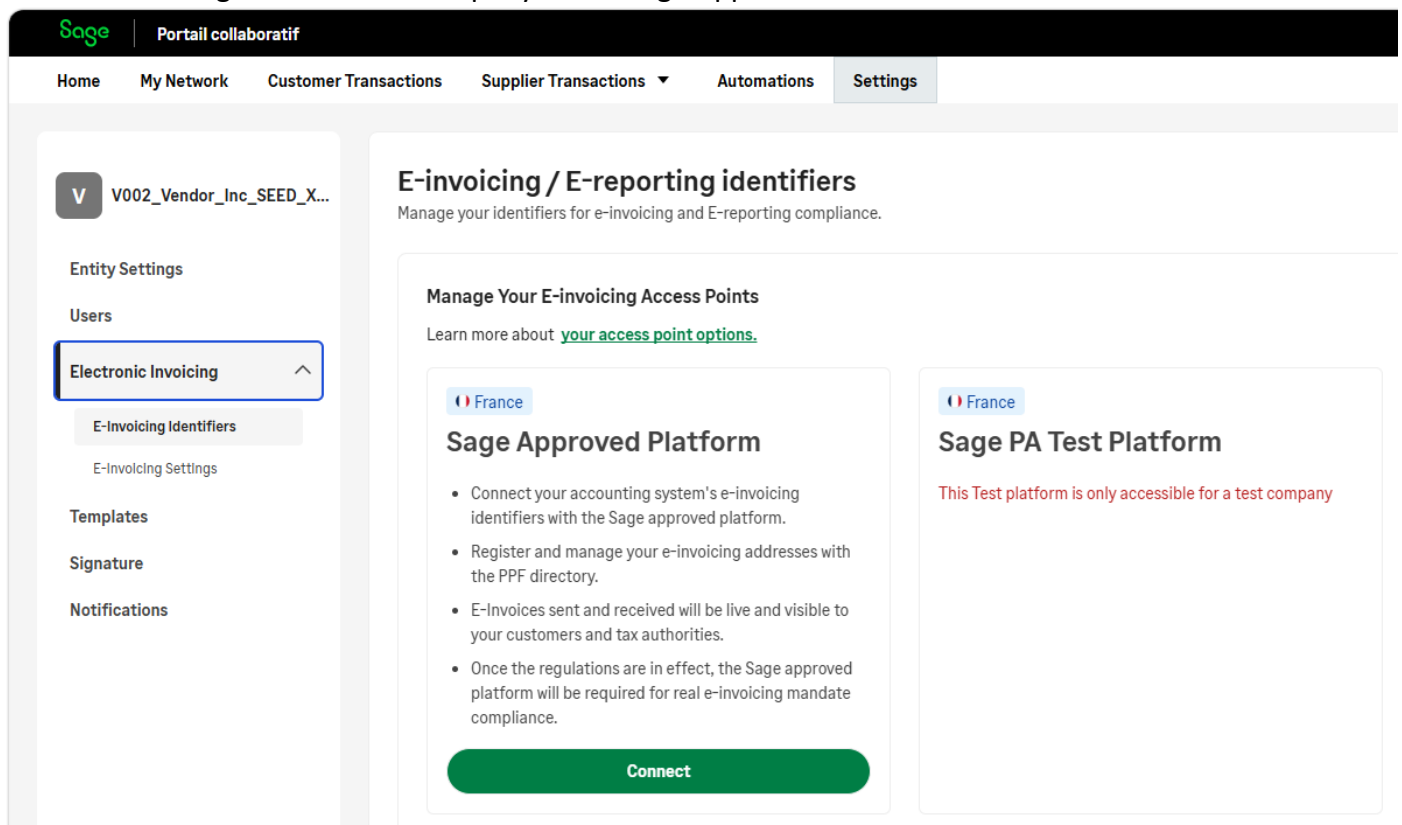 Sage Portail collaboratif
Home My Network Customer Transactions Supplier Transactions Automations Settings
V V002_Vendor_Inc_SEED_X...
Entity Settings
Users
Electronic Invoicing
E-Invoicing Identifiers
E-Invoicing Settings
Templates
Signature
Notifications
E-invoicing / E-reporting identifiers
Manage your identifiers for e-invoicing and E-reporting compliance.
Manage Your E-invoicing Access Points
Learn more about your access point options.
France
Sage Approved Platform
• Connect your accounting system's e-invoicing
identifiers with the Sage approved platform.
• Register and manage your e-invoicing addresses with
the PPF directory.
• E-Invoices sent and received will be live and visible to
your customers and tax authorities.
• Once the regulations are in effect, the Sage approved
platform will be required for real e-invoicing mandate
compliance.
Connect
France
Sage PA Test Platform
This Test platform is only accessible for a test company